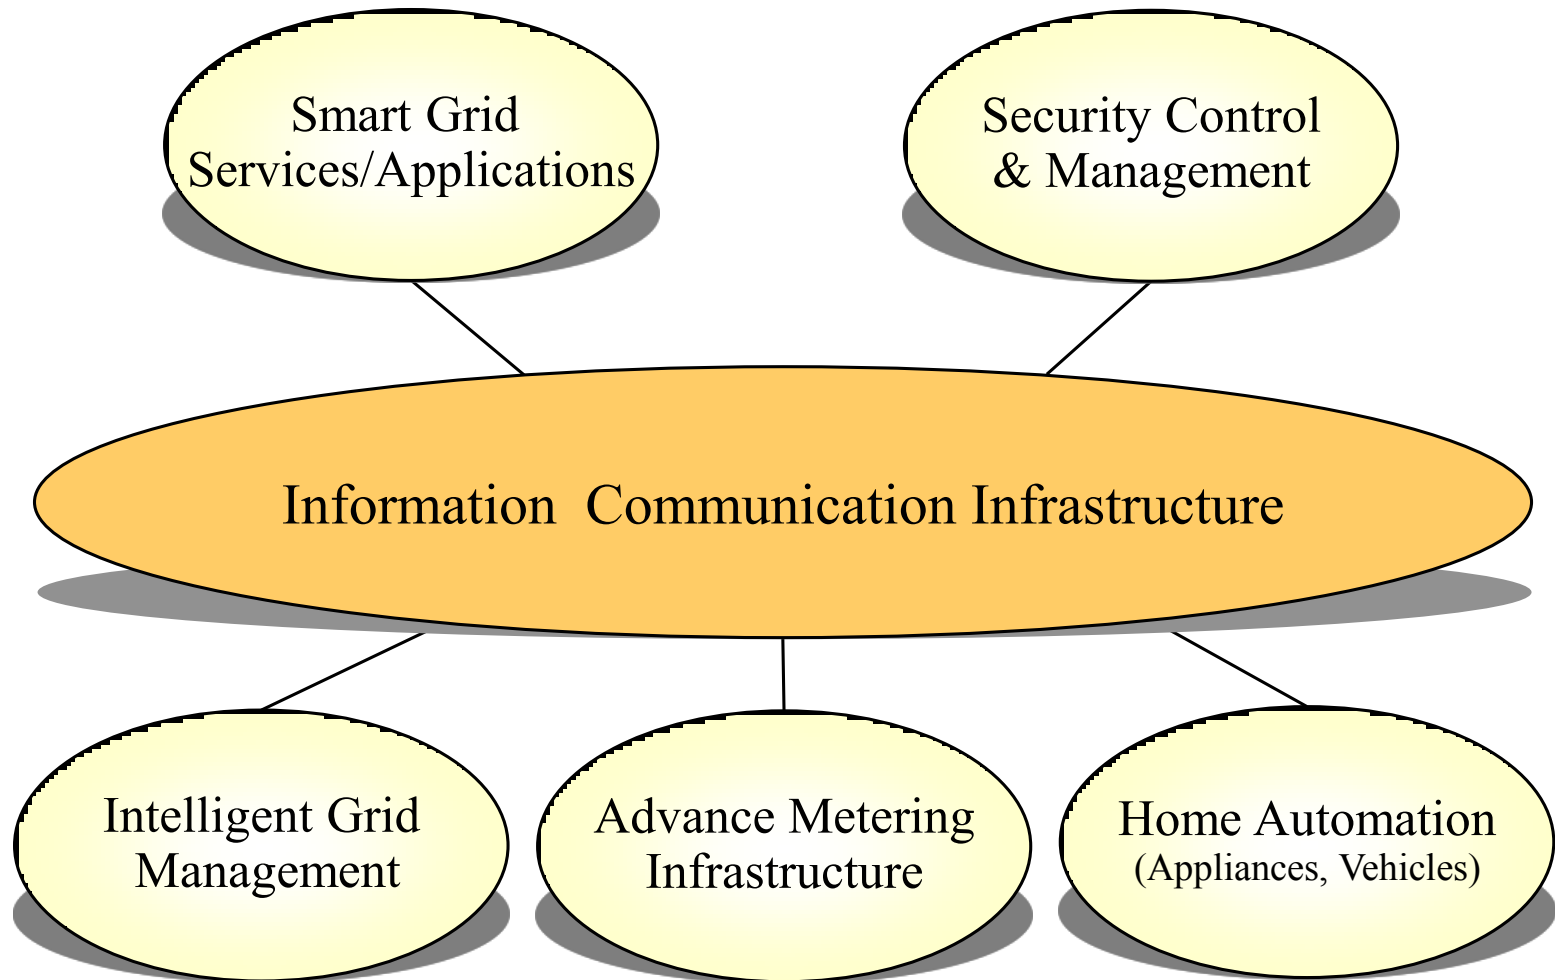 Smart Grid
Services/Applications
Security Control
& Management
Information  Communication Infrastructure
Intelligent Grid
Management
Advance Metering
Infrastructure
Home Automation
(Appliances, Vehicles)